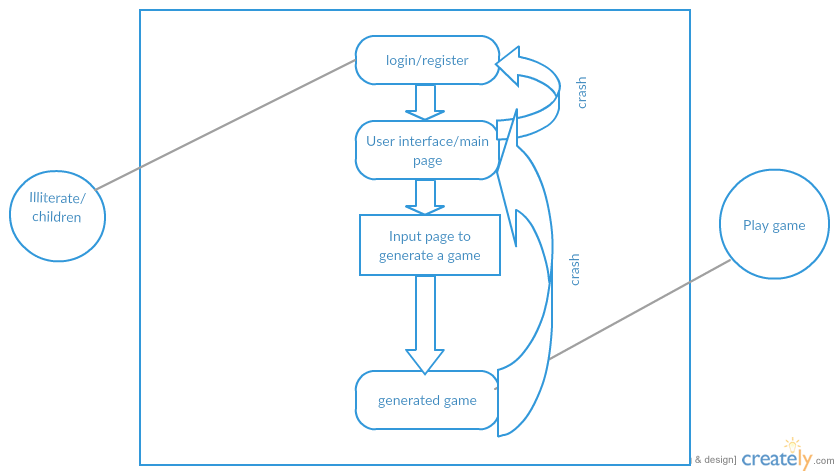 login/register
crash
User interface/main
page
Illiterate/
children
Play game
Input page to
generate a game
crash
generated game
& design]
creately.com